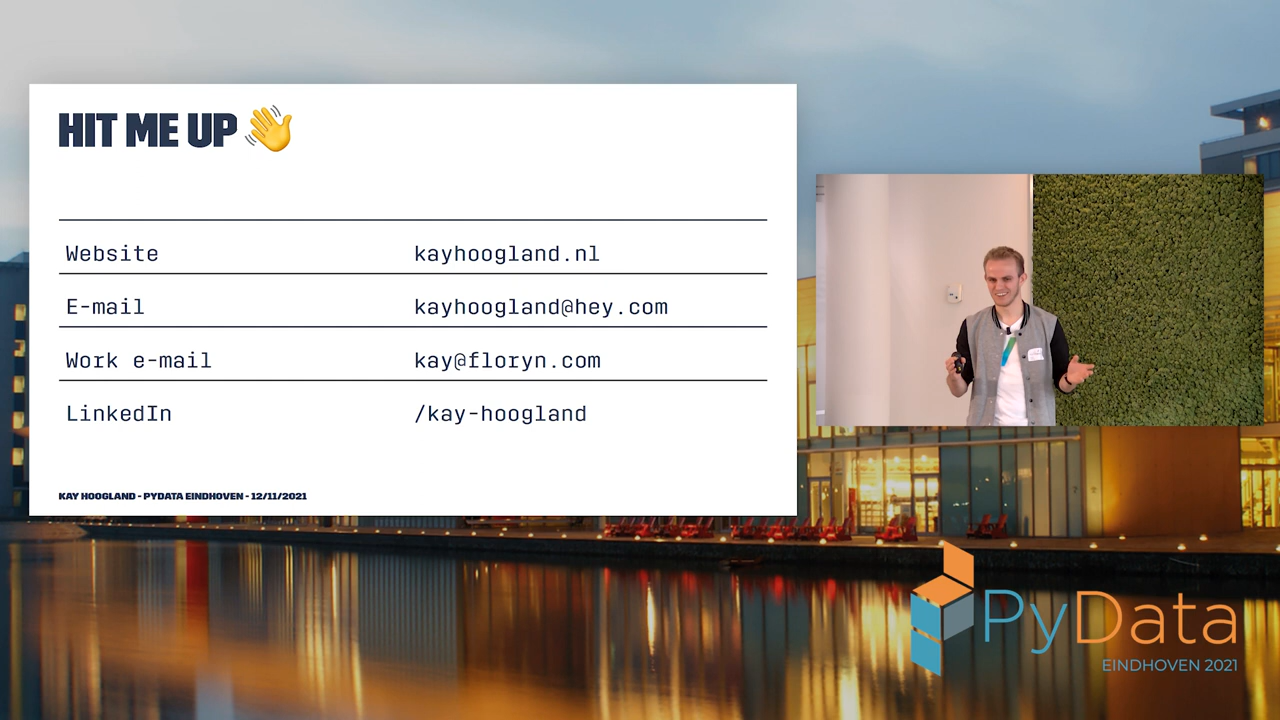 HIT ME UP 👋
Website kayhoogland.nl
E-mail kayhoogland@hey.com
Work e-mail kay@floryn.com
LinkedIn /kay-hoogland
KAY HOOGLAND - PYDATA EINDHOVEN - 12/11/2021
PyData
EINDHOVEN 2021